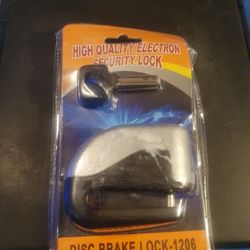 HIGH QUALITY ELECTRON
SECURITY LOCK
DISC BRAKE LOCK-1206